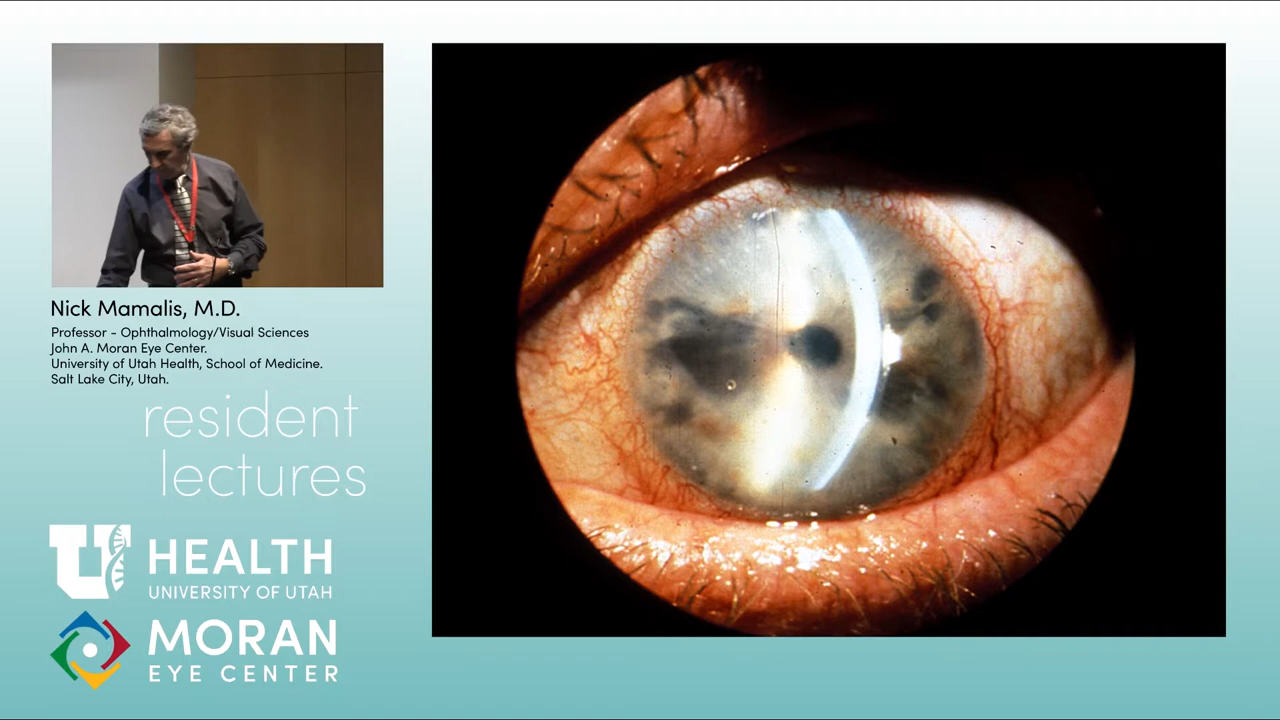 Nick Mamalis, M.D.
Professor - Ophthalmology/Visual Sciences
John A. Moran Eye Center.
University of Utah Health, School of Medicine.
Salt Lake City, Utah.
resident
lectures
U HEALTH
UNIVERSITY OF UTAH
MORAN
EYE CENTER